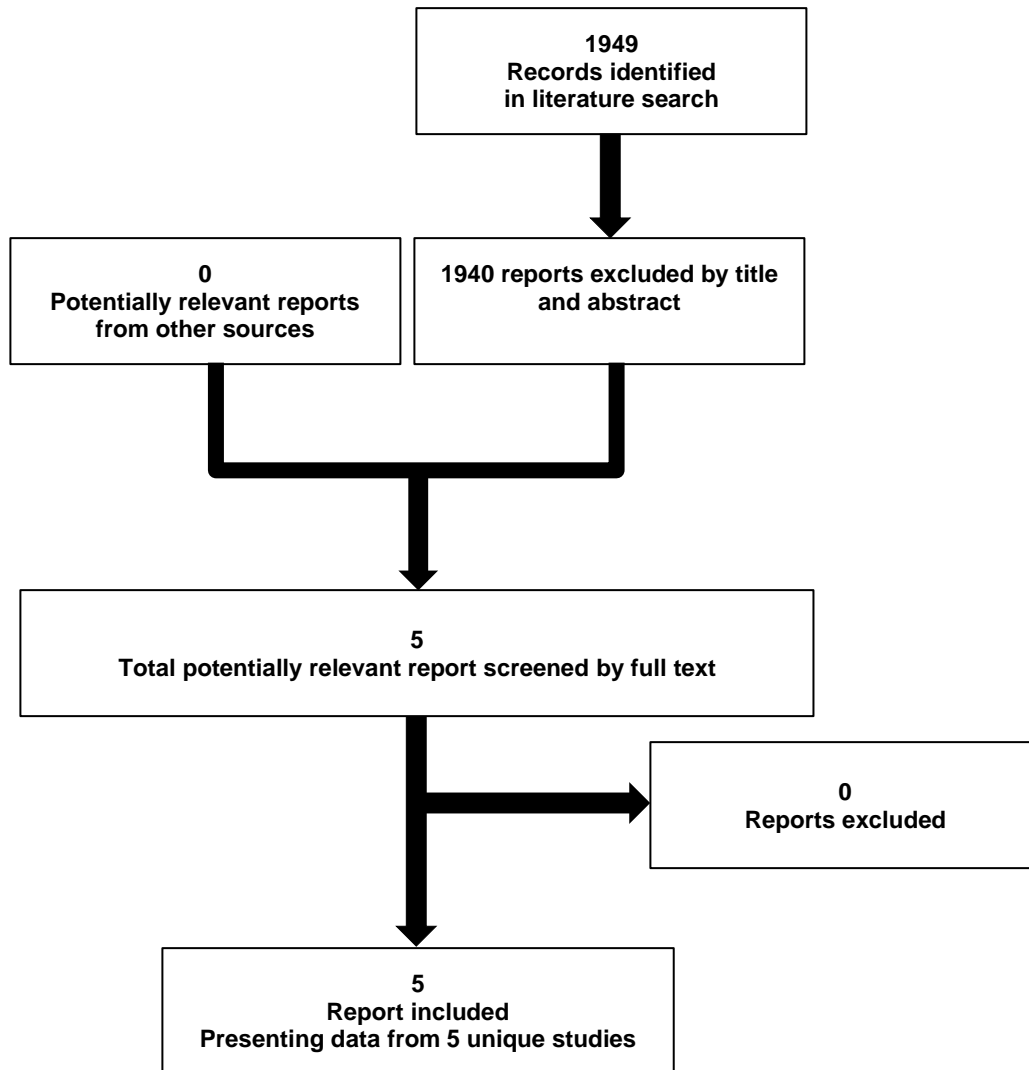 1949
Records identified
in literature search
0
Potentially relevant reports
from other sources
1940 reports excluded by title
and abstract
5
Total potentially relevant report screened by full text
0
Reports excluded
5
Report included
Presenting data from 5 unique studies